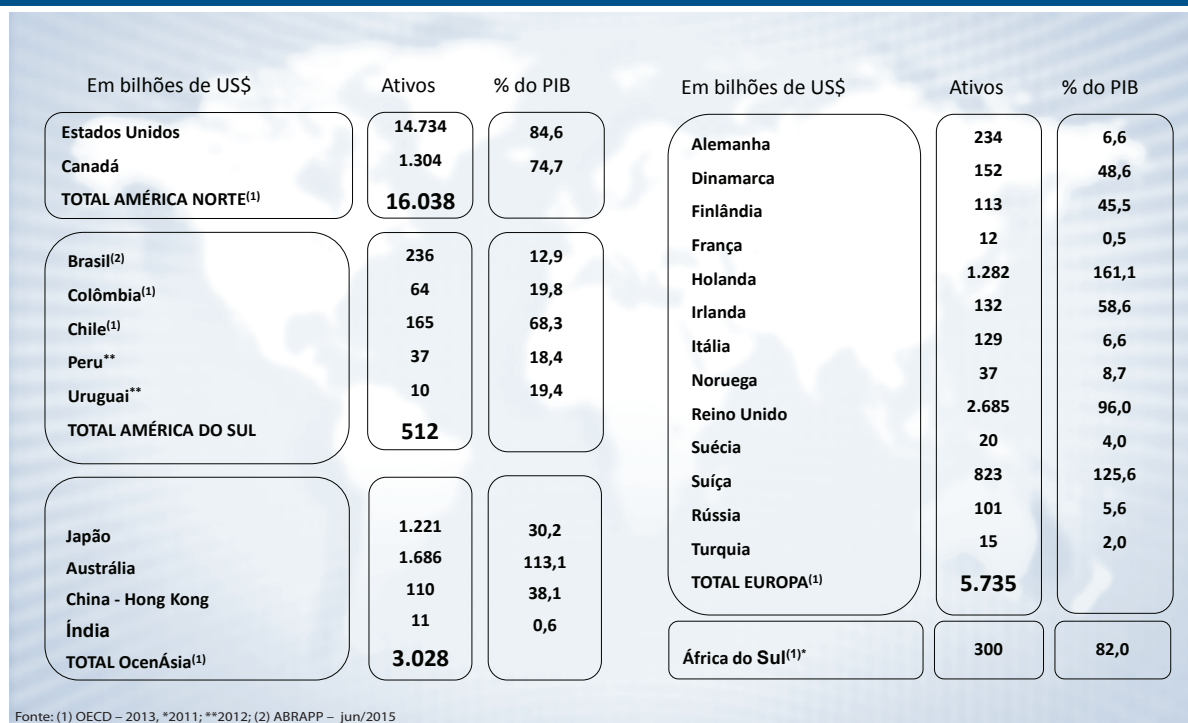 Em bilhões de US$ Ativos % do PIB
Estados Unidos 14.734 84,6
Canadá 1.304 74,7
TOTAL AMÉRICA NORTE(1) 16.038
Brasil(2) 236 12,9
Colômbia(1) 64 19,8
Chile(1) 165 68,3
Peru** 37 18,4
Uruguai** 10 19,4
TOTAL AMÉRICA DO SUL 512
Japão 1.221 30,2
Austrália 1.686 113,1
China - Hong Kong 110 38,1
Índia 11 0,6
TOTAL OcenÁsia(1) 3.028
Em bilhões de US$ Ativos % do PIB
Alemanha 234 6,6
Dinamarca 152 48,6
Finlândia 113 45,5
França 12 0,5
Holanda 1.282 161,1
Irlanda 132 58,6
Itália 129 6,6
Noruega 37 8,7
Reino Unido 2.685 96,0
Suécia 20 4,0
Suíça 823 125,6
Rússia 101 5,6
Turquia 15 2,0
TOTAL EUROPA(1) 5.735
África do Sul(1)* 300 82,0
Fonte: (1) OECD – 2013, *2011; **2012; (2) ABRAPP – jun/2015